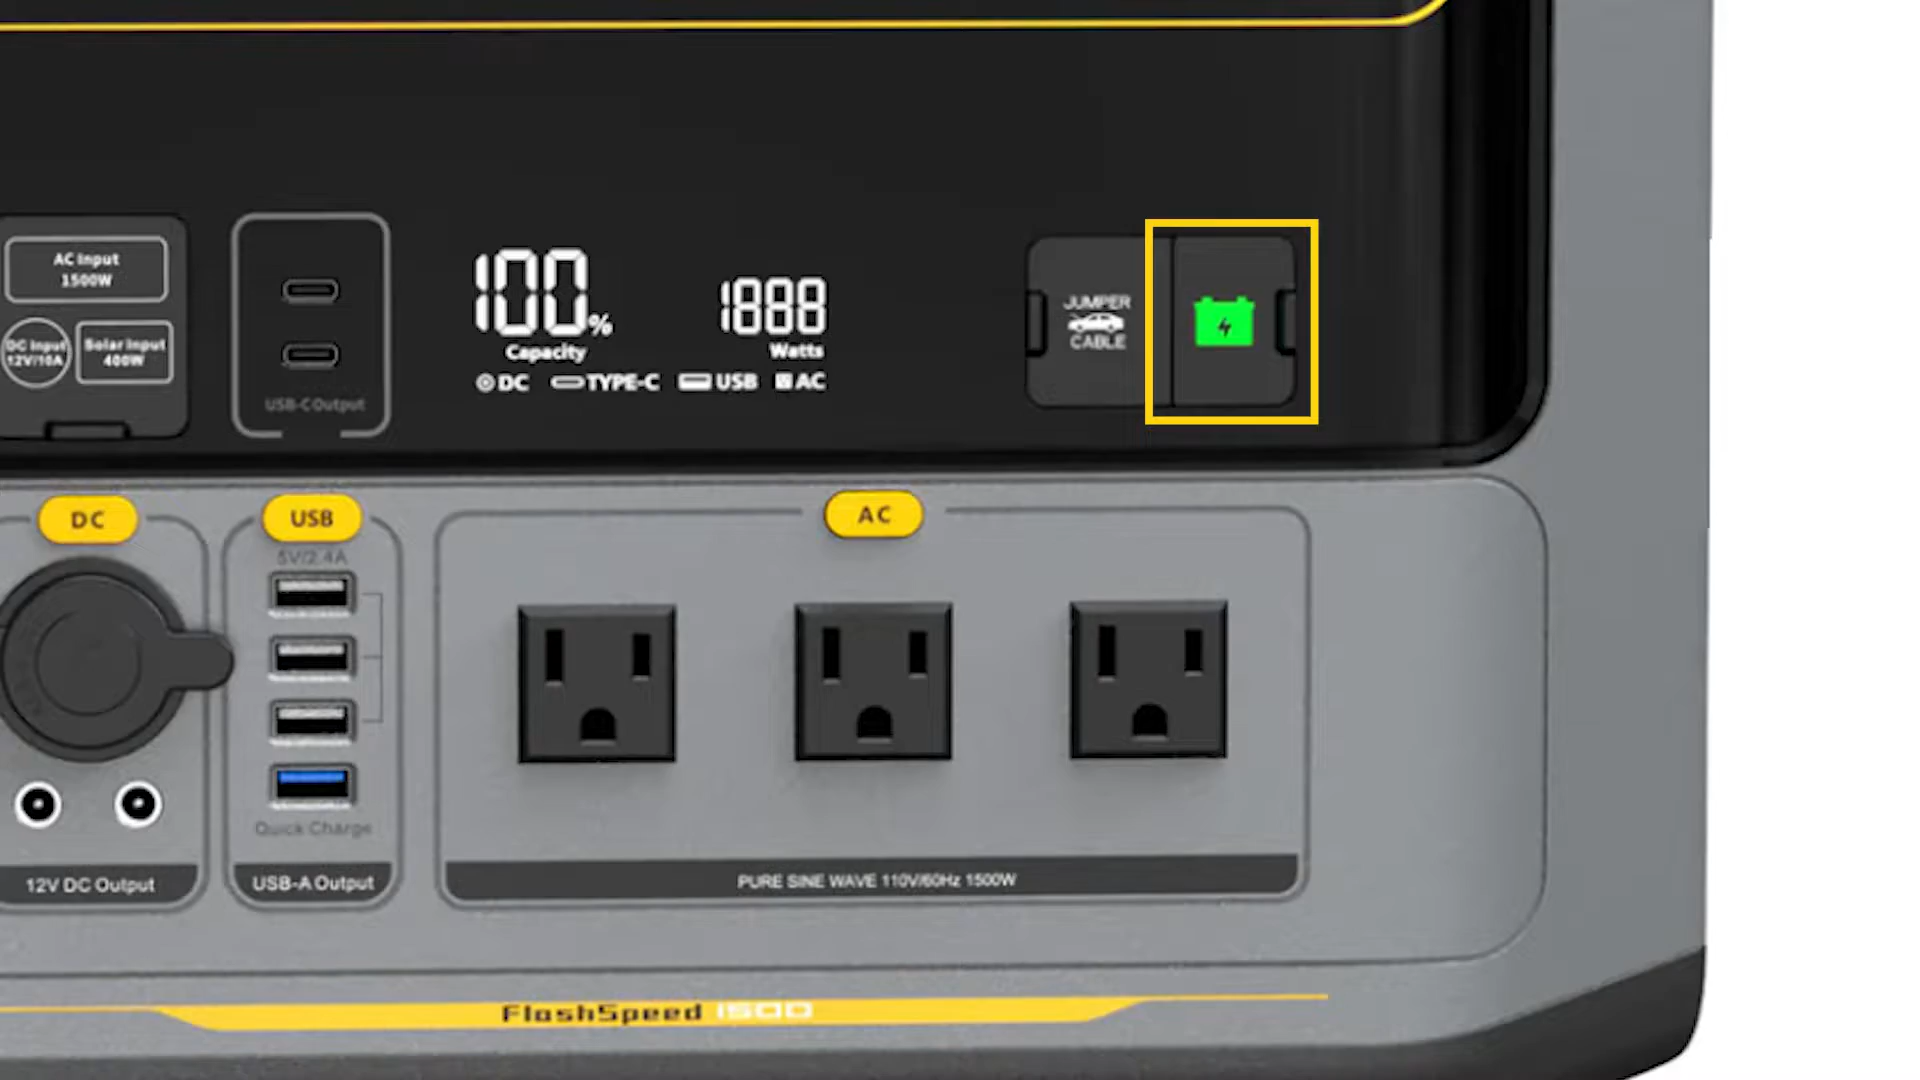 AC Input
1500W
DC Input
12V/10A
Solar Input
400W
USB-C Output
100%
Capacity
1888
Watts
DC TYPE-C USB AC
JUMPER
CABLE
DC
USB
AC
5V/2.4A
Quick Charge
12V DC Output
USB-A Output
PURE SINE WAVE 110V/60Hz 1500W
FlashSpeed 1500